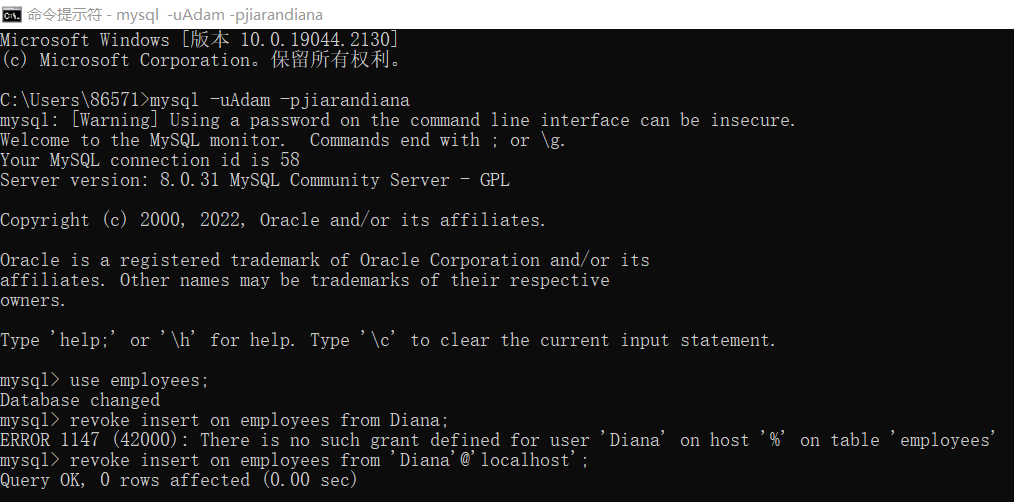 命令提示符 - mysql  -uAdam -pjiarandiana
Microsoft Windows [版本 10.0.19044.2130]
(c) Microsoft Corporation。保留所有权利。
C:\Users\86571>mysql -uAdam -pjiarandiana
mysql: [Warning] Using a password on the command line interface can be insecure.
Welcome to the MySQL monitor.  Commands end with ; or \g.
Your MySQL connection id is 58
Server version: 8.0.31 MySQL Community Server - GPL
Copyright (c) 2000, 2022, Oracle and/or its affiliates.
Oracle is a registered trademark of Oracle Corporation and/or its
affiliates. Other names may be trademarks of their respective
owners.
Type 'help;' or '\h' for help. Type '\c' to clear the current input statement.
mysql> use employees;
Database changed
mysql> revoke insert on employees from Diana;
ERROR 1147 (42000): There is no such grant defined for user 'Diana' on host '%' on table 'employees'
mysql> revoke insert on employees from 'Diana'@'localhost';
Query OK, 0 rows affected (0.00 sec)